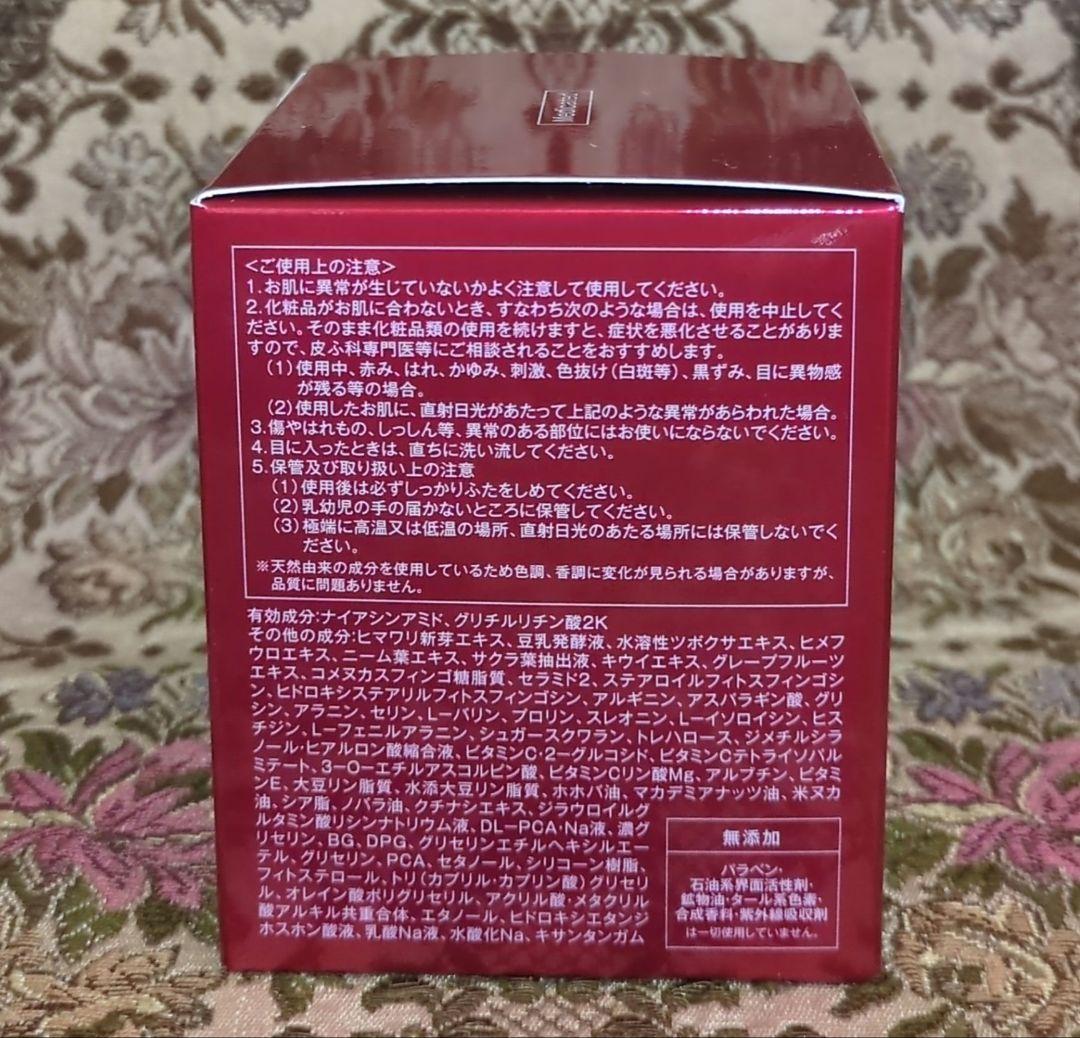 Medicated
＜ご使用上の注意＞
1.お肌に異常が生じていないかよく注意して使用してください。
2.化粧品がお肌に合わないとき、すなわち次のような場合は、使用を中止してく
ださい。そのまま化粧品類の使用を続けますと、症状を悪化させることがありま
すので、皮ふ科専門医等にご相談されることをおすすめします。
（1）使用中、赤み、はれ、かゆみ、刺激、色抜け（白斑等）、黒ずみ、目に異物感
が残る等の場合。
（2）使用したお肌に、直射日光があたって上記のような異常があらわれた場合。
3.傷やはれもの、しっしん等、異常のある部位にはお使いにならないでください。
4.目に入ったときは、直ちに洗い流してください。
5.保管及び取り扱い上の注意
（1）使用後は必ずしっかりふたをしめてください。
（2）乳幼児の手の届かないところに保管してください。
（3）極端に高温又は低温の場所、直射日光のあたる場所には保管しないでく
ださい。
※天然由来の成分を使用しているため色調、香調に変化が見られる場合がありますが、
品質に問題ありません。
有効成分:ナイアシンアミド、グリチルリチン酸2K
その他の成分:ヒマワリ新芽エキス、豆乳発酵液、水溶性ツボクサエキス、ヒメフ
ウロエキス、ニーム葉エキス、サクラ葉抽出液、キウイエキス、グレープフルーツ
エキス、コメヌカスフィンゴ糖脂質、セラミド2、ステアロイルフィトスフィンゴシ
ン、ヒドロキシステアリルフィトスフィンゴシン、アルギニン、アスパラギン酸、グリ
シン、アラニン、セリン、L－バリン、プロリン、スレオニン、L－イソロイシン、ヒス
チジン、L－フェニルアラニン、シュガースクワラン、トレハロース、ジメチルシラ
ノール・ヒアルロン酸縮合液、ビタミンC・2－グルコシド、ビタミンCテトライソパル
ミテート、3－O－エチルアスコルビン酸、ビタミンCリン酸Mg、アルブチン、ビタミ
ンE、大豆リン脂質、水添大豆リン脂質、ホホバ油、マカデミアナッツ油、米ヌカ
油、シア脂、ノバラ油、クチナシエキス、ジラウロイルグ
ルタミン酸リシンナトリウム液、DL－PCA・Na液、濃グ
リセリン、BG、DPG、グリセリンエチルヘキシルエー
テル、グリセリン、PCA、セタノール、シリコーン樹脂、
フィトステロール、トリ（カプリル・カプリン酸）グリセリ
ル、オレイン酸ポリグリセリル、アクリル酸・メタクリル
酸アルキル共重合体、エタノール、ヒドロキシエタンジ
ホスホン酸液、乳酸Na液、水酸化Na、キサンタンガム
無添加
パラベン・
石油系界面活性剤・
鉱物油・タール系色素・
合成香料・紫外線吸収剤
は一切使用していません。